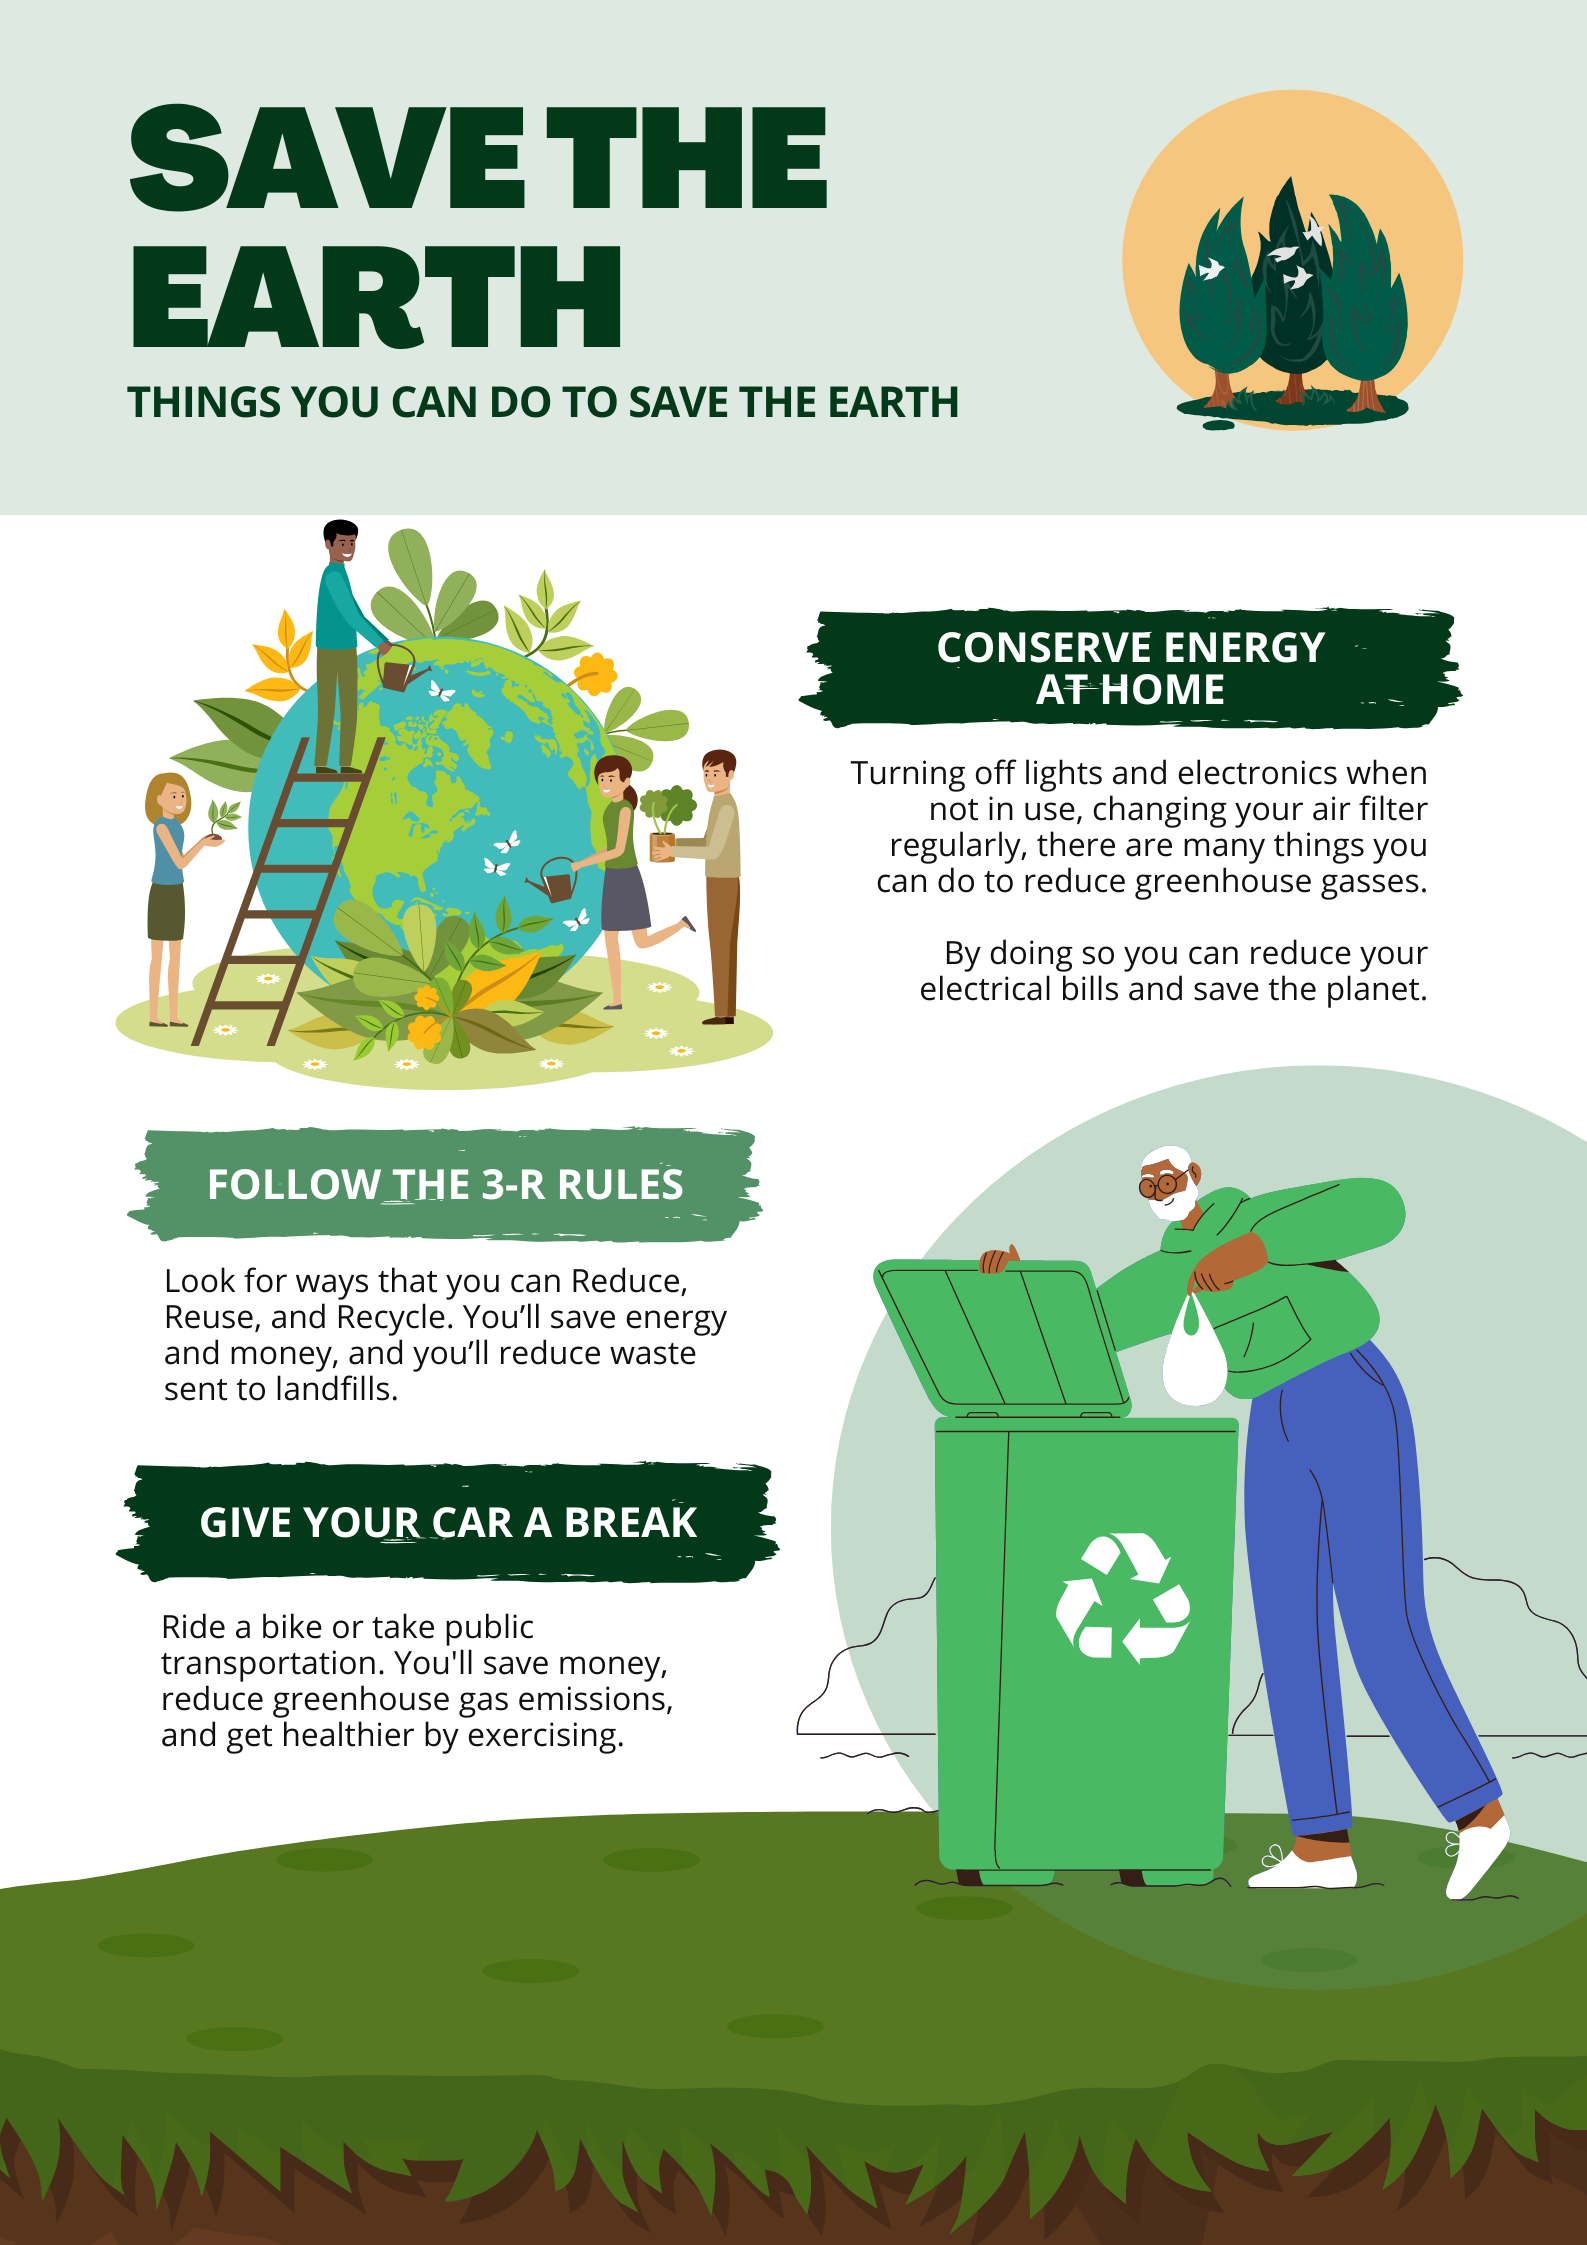 SAVE THE
EARTH
THINGS YOU CAN DO TO SAVE THE EARTH
CONSERVE ENERGY
AT HOME
Turning off lights and electronics when
not in use, changing your air filter
regularly, there are many things you
can do to reduce greenhouse gasses.
By doing so you can reduce your
electrical bills and save the planet.
FOLLOW THE 3-R RULES
Look for ways that you can Reduce,
Reuse, and Recycle. You’ll save energy
and money, and you’ll reduce waste
sent to landfills.
GIVE YOUR CAR A BREAK
Ride a bike or take public
transportation. You'll save money,
reduce greenhouse gas emissions,
and get healthier by exercising.